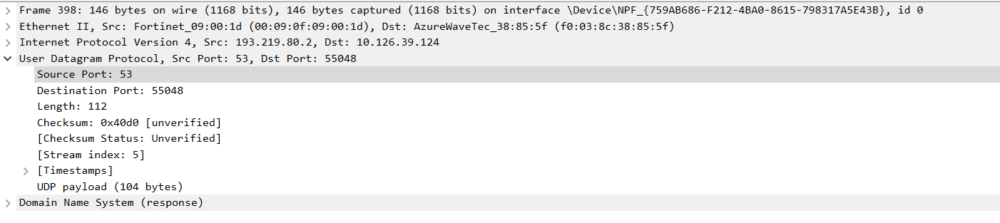 Frame 398: 146 bytes on wire (1168 bits), 146 bytes captured (1168 bits) on interface \Device\NPF_{759AB686-F212-4BA0-8615-798317A5E43B}, id 0
Ethernet II, Src: Fortinet_09:00:1d (00:09:0f:09:00:1d), Dst: AzureWaveTec_38:85:5f (f0:03:8c:38:85:5f)
Internet Protocol Version 4, Src: 193.219.80.2, Dst: 10.126.39.124
User Datagram Protocol, Src Port: 53, Dst Port: 55048
Source Port: 53
Destination Port: 55048
Length: 112
Checksum: 0x40d0 [unverified]
[Checksum Status: Unverified]
[Stream index: 5]
[Timestamps]
UDP payload (104 bytes)
Domain Name System (response)